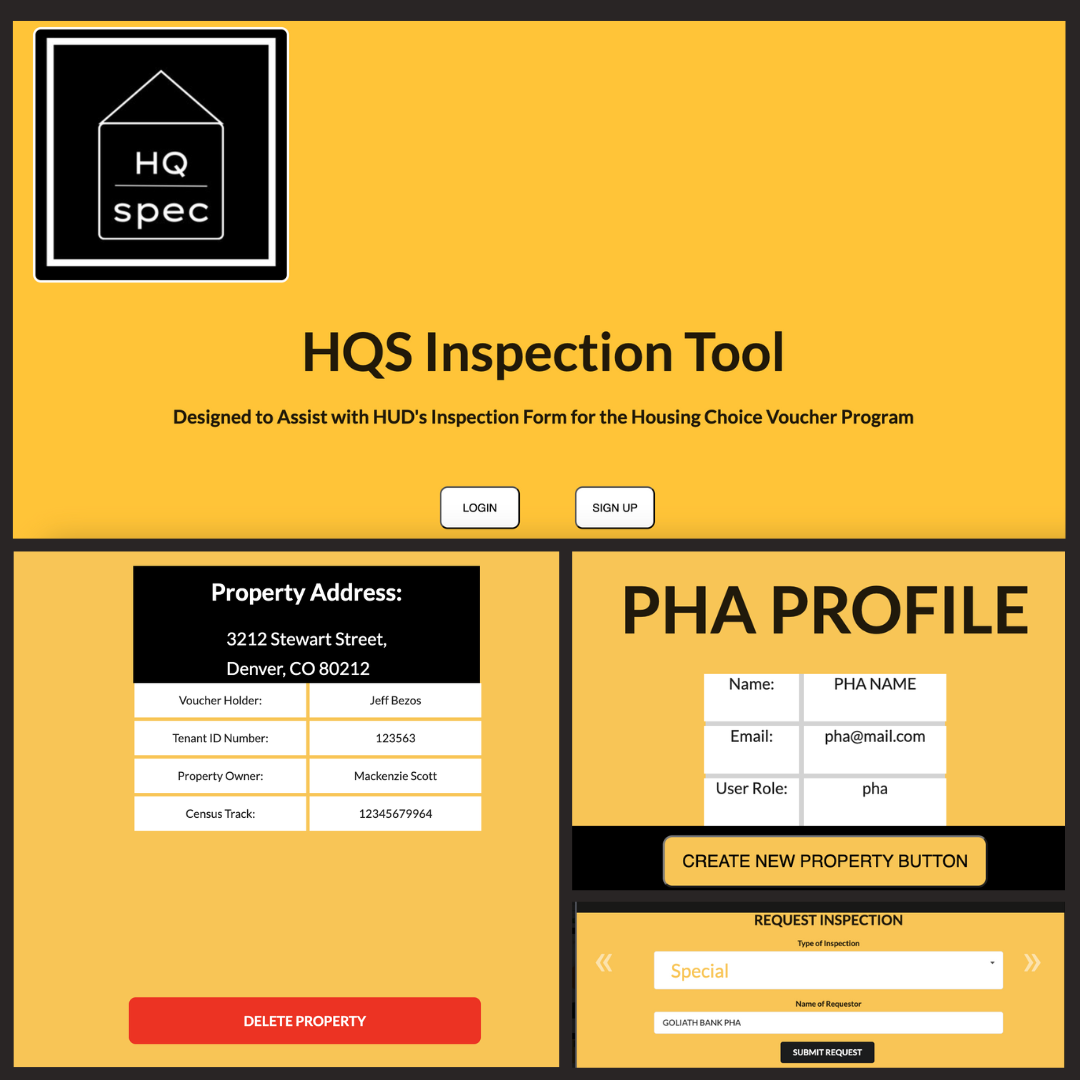 HQ
spec
HQS Inspection Tool
Designed to Assist with HUD's Inspection Form for the Housing Choice Voucher Program
LOGIN
SIGN UP
Property Address:
3212 Stewart Street,
Denver, CO 80212
Voucher Holder: Jeff Bezos
Tenant ID Number: 123563
Property Owner: Mackenzie Scott
Census Track: 12345679964
DELETE PROPERTY
PHA PROFILE
Name: PHA NAME
Email: pha@mail.com
User Role: pha
CREATE NEW PROPERTY BUTTON
REQUEST INSPECTION
Type of Inspection
« Special »
Name of Requestor
GOLIATH BANK PHA
SUBMIT REQUEST